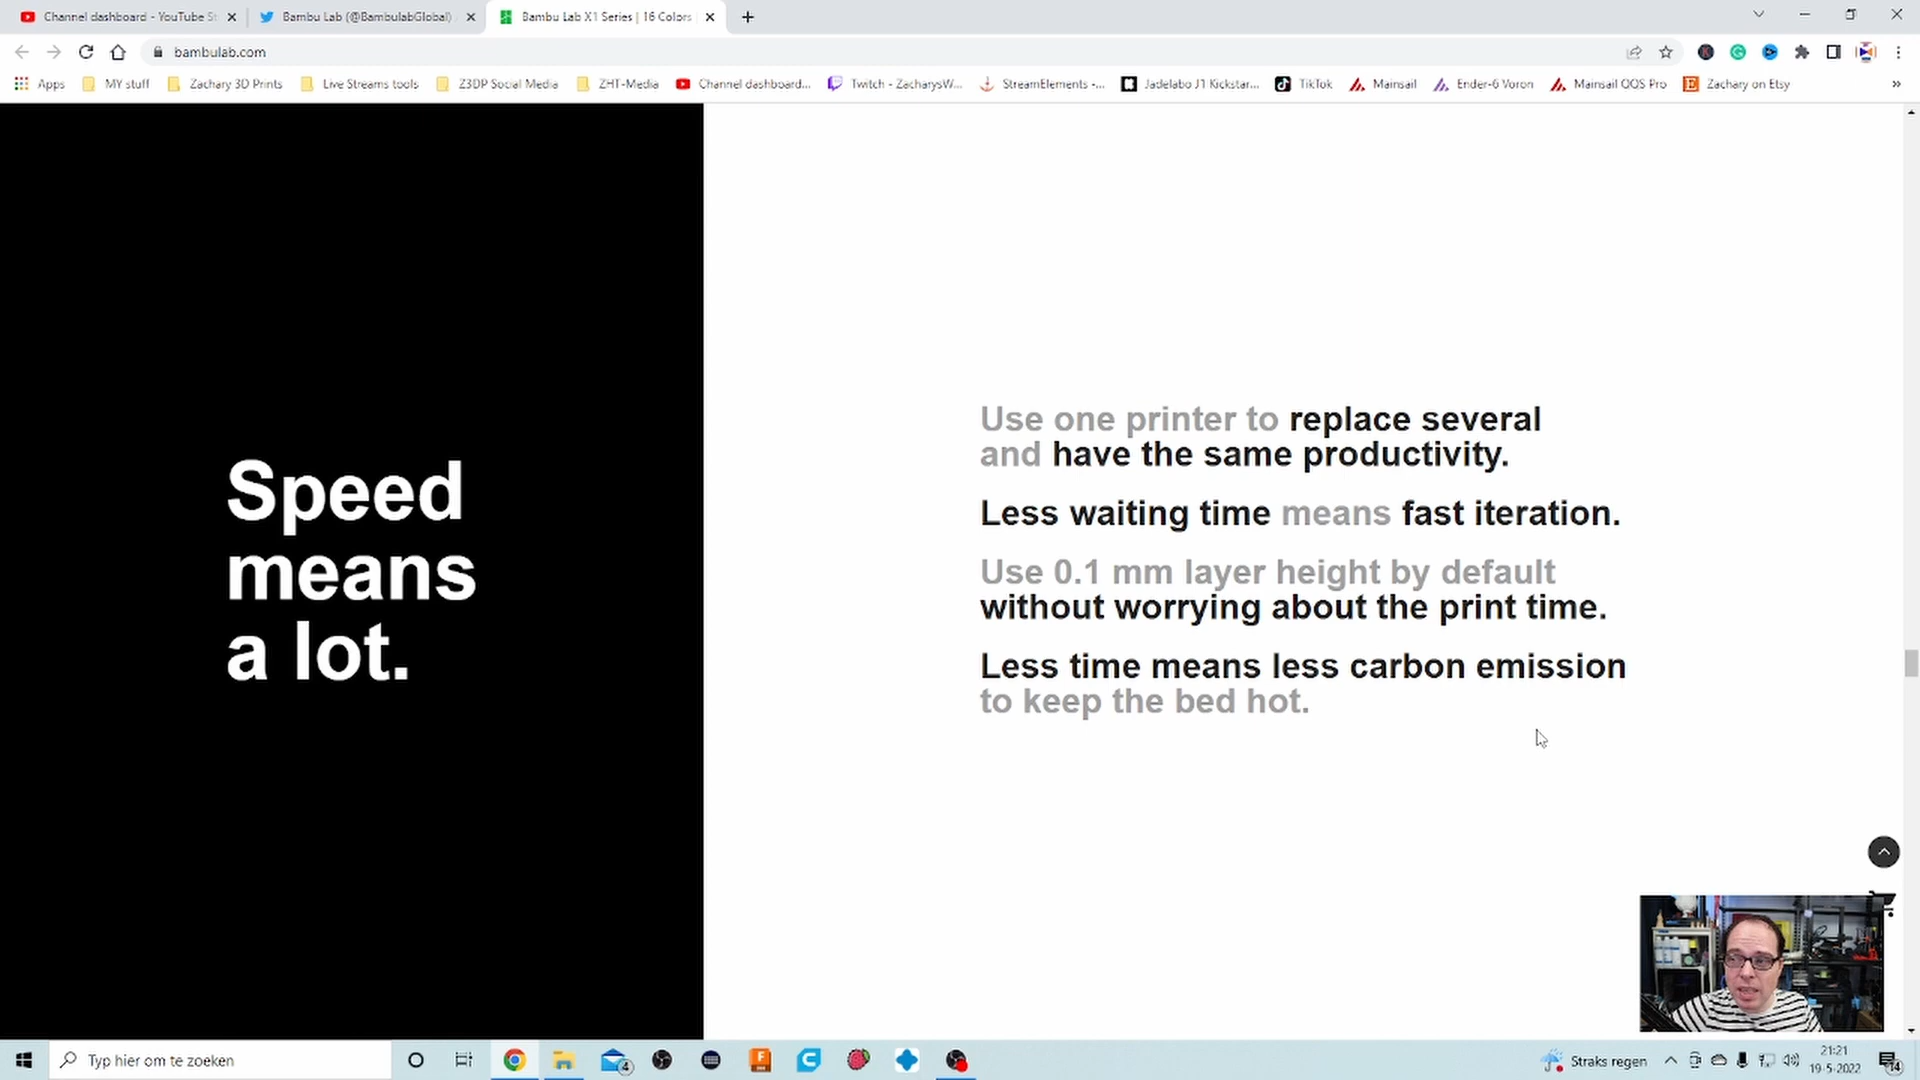 Channel dashboard - YouTube St
Bambu Lab (@BambulabGlobal)
Bambu Lab X1 Series | 16 Colors
bambulab.com
Apps
MY stuff
Zachary 3D Prints
Live Streams tools
Z3DP Social Media
ZHT-Media
Channel dashboard...
Twitch - ZacharysW...
StreamElements -...
Jadelabo J1 Kickstar...
TikTok
Mainsail
Ender-6 Voron
Mainsail QQS Pro
Zachary on Etsy
Speed
means
a lot.
Use one printer to replace several
and have the same productivity.
Less waiting time means fast iteration.
Use 0.1 mm layer height by default
without worrying about the print time.
Less time means less carbon emission
to keep the bed hot.
Typ hier om te zoeken
4
Straks regen
21:21
19-5-2022
14